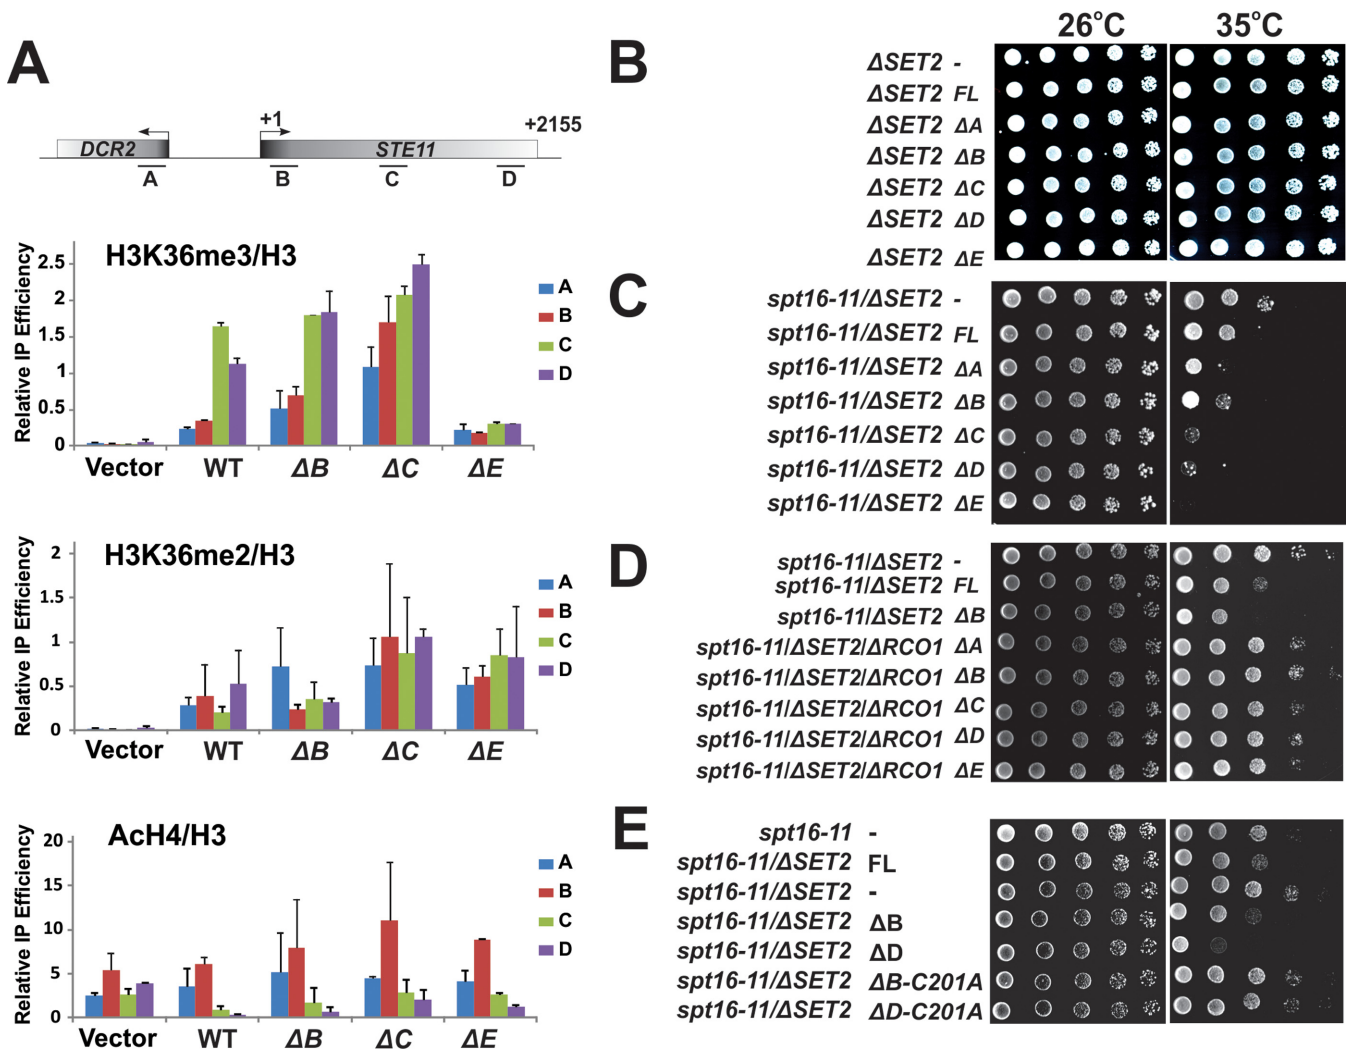 A
+1
+2155
DCR2
STE11
A
B
C
D
H3K36me3/H3
Relative IP Efficiency
2.5
2
1.5
1
0.5
0
A
B
C
D
Vector
WT
ΔB
ΔC
ΔE
H3K36me2/H3
Relative IP Efficiency
2
1.5
1
0.5
0
A
B
C
D
Vector
WT
ΔB
ΔC
ΔE
AcH4/H3
Relative IP Efficiency
20
15
10
5
0
A
B
C
D
Vector
WT
ΔB
ΔC
ΔE
26°C
35°C
B
ΔSET2 -
ΔSET2 FL
ΔSET2 ΔA
ΔSET2 ΔB
ΔSET2 ΔC
ΔSET2 ΔD
ΔSET2 ΔE
C
spt16-11/ΔSET2 -
spt16-11/ΔSET2 FL
spt16-11/ΔSET2 ΔA
spt16-11/ΔSET2 ΔB
spt16-11/ΔSET2 ΔC
spt16-11/ΔSET2 ΔD
spt16-11/ΔSET2 ΔE
D
spt16-11/ΔSET2 -
spt16-11/ΔSET2 FL
spt16-11/ΔSET2 ΔB
spt16-11/ΔSET2/ΔRCO1 ΔA
spt16-11/ΔSET2/ΔRCO1 ΔB
spt16-11/ΔSET2/ΔRCO1 ΔC
spt16-11/ΔSET2/ΔRCO1 ΔD
spt16-11/ΔSET2/ΔRCO1 ΔE
E
spt16-11 -
spt16-11/ΔSET2 FL
spt16-11/ΔSET2 -
spt16-11/ΔSET2 ΔB
spt16-11/ΔSET2 ΔD
spt16-11/ΔSET2 ΔB-C201A
spt16-11/ΔSET2 ΔD-C201A